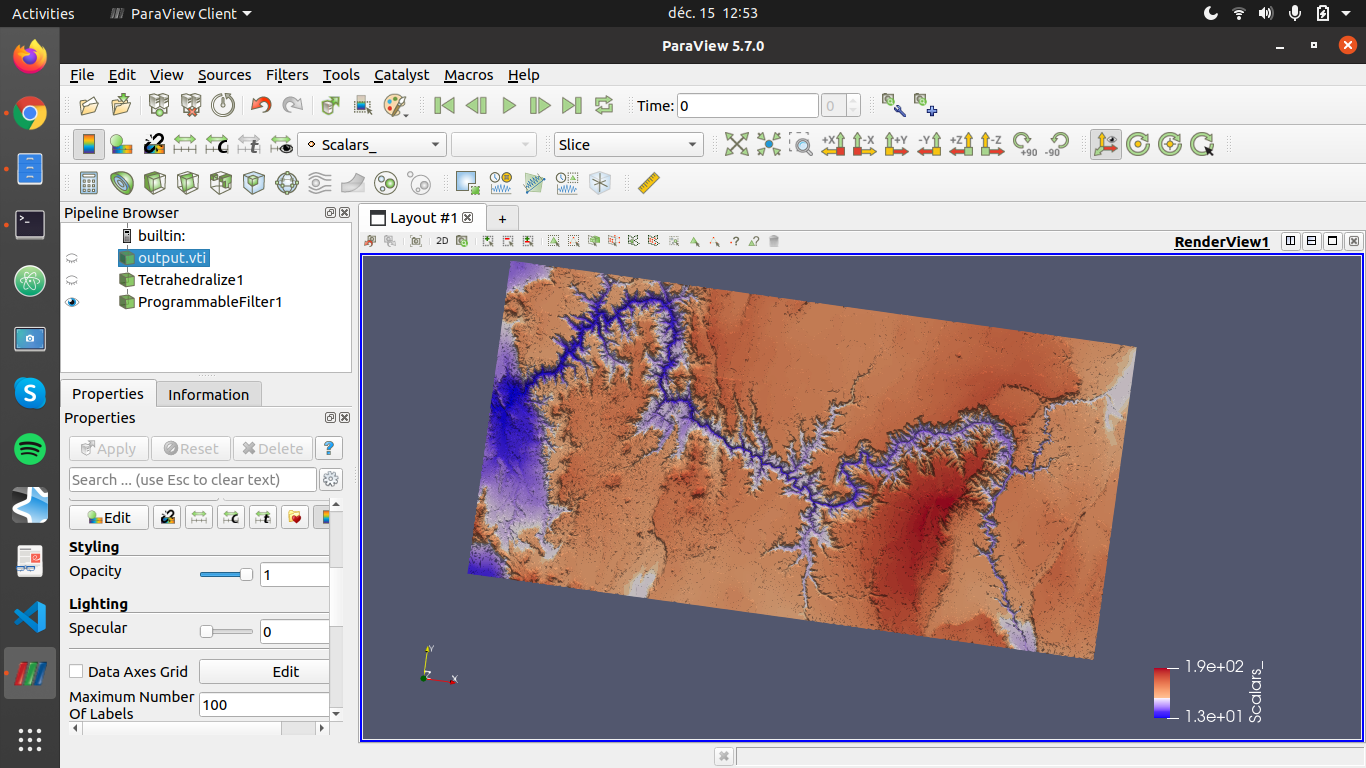 Activities ParaView Client déc. 15 12:53
ParaView 5.7.0
File Edit View Sources Filters Tools Catalyst Macros Help
Time: 0 0
Scalars_ Slice +X -X +Y -Y +Z -Z +90 -90
Pipeline Browser
builtin:
output.vti
Tetrahedralize1
ProgrammableFilter1
Properties Information
Properties
Apply Reset Delete ?
Search ... (use Esc to clear text)
Edit
Styling
Opacity 1
Lighting
Specular 0
Data Axes Grid Edit
Maximum Number
Of Labels 100
Layout #1 +
2D RenderView1
Y
Z X
1.9e+02
1.3e+01
Scalars_